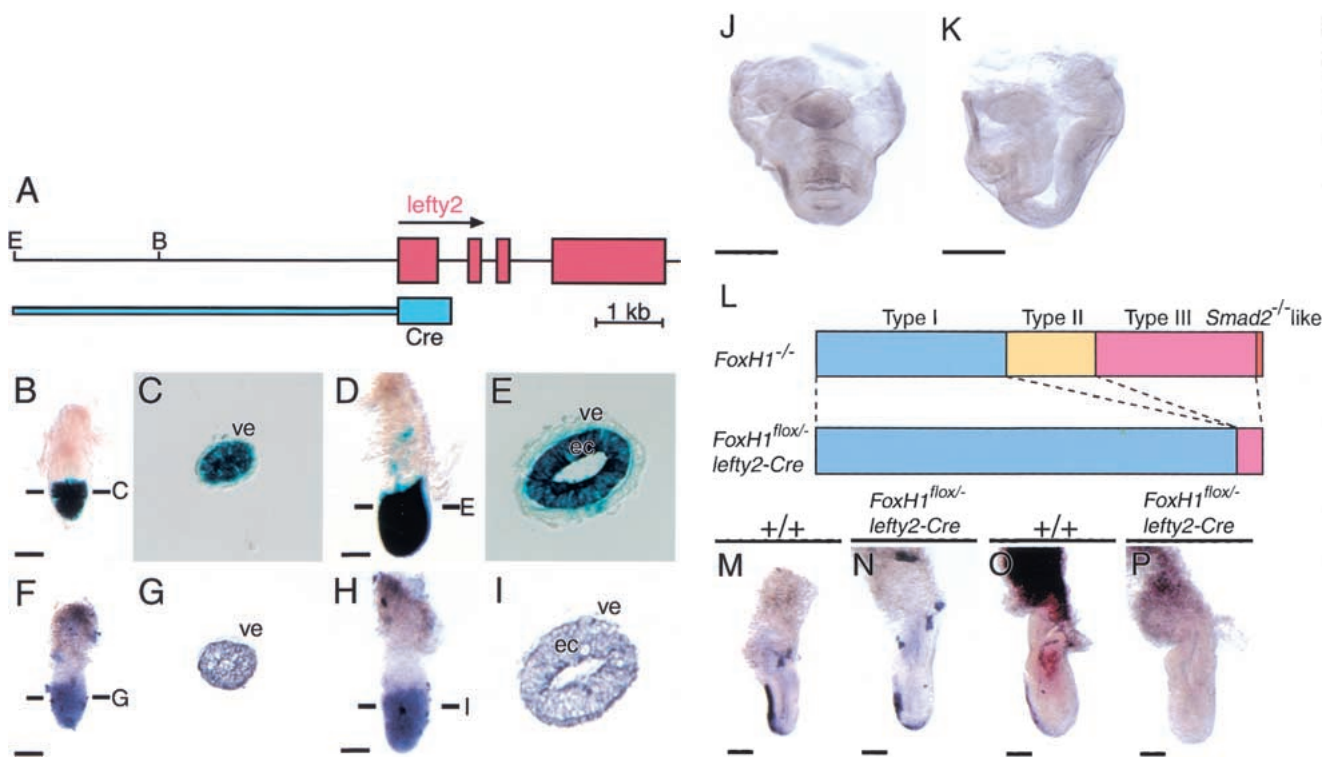 A
lefty2
E
B
Cre
1 kb
B
C
C
ve
D
E
E
ve
ec
F
G
G
ve
H
I
I
ve
ec
J
K
L
Type I
Type II
Type III
Smad2-/- like
FoxH1-/-
FoxH1flox/-
lefty2-Cre
+/+
FoxH1flox/-
lefty2-Cre
+/+
FoxH1flox/-
lefty2-Cre
M
N
O
P